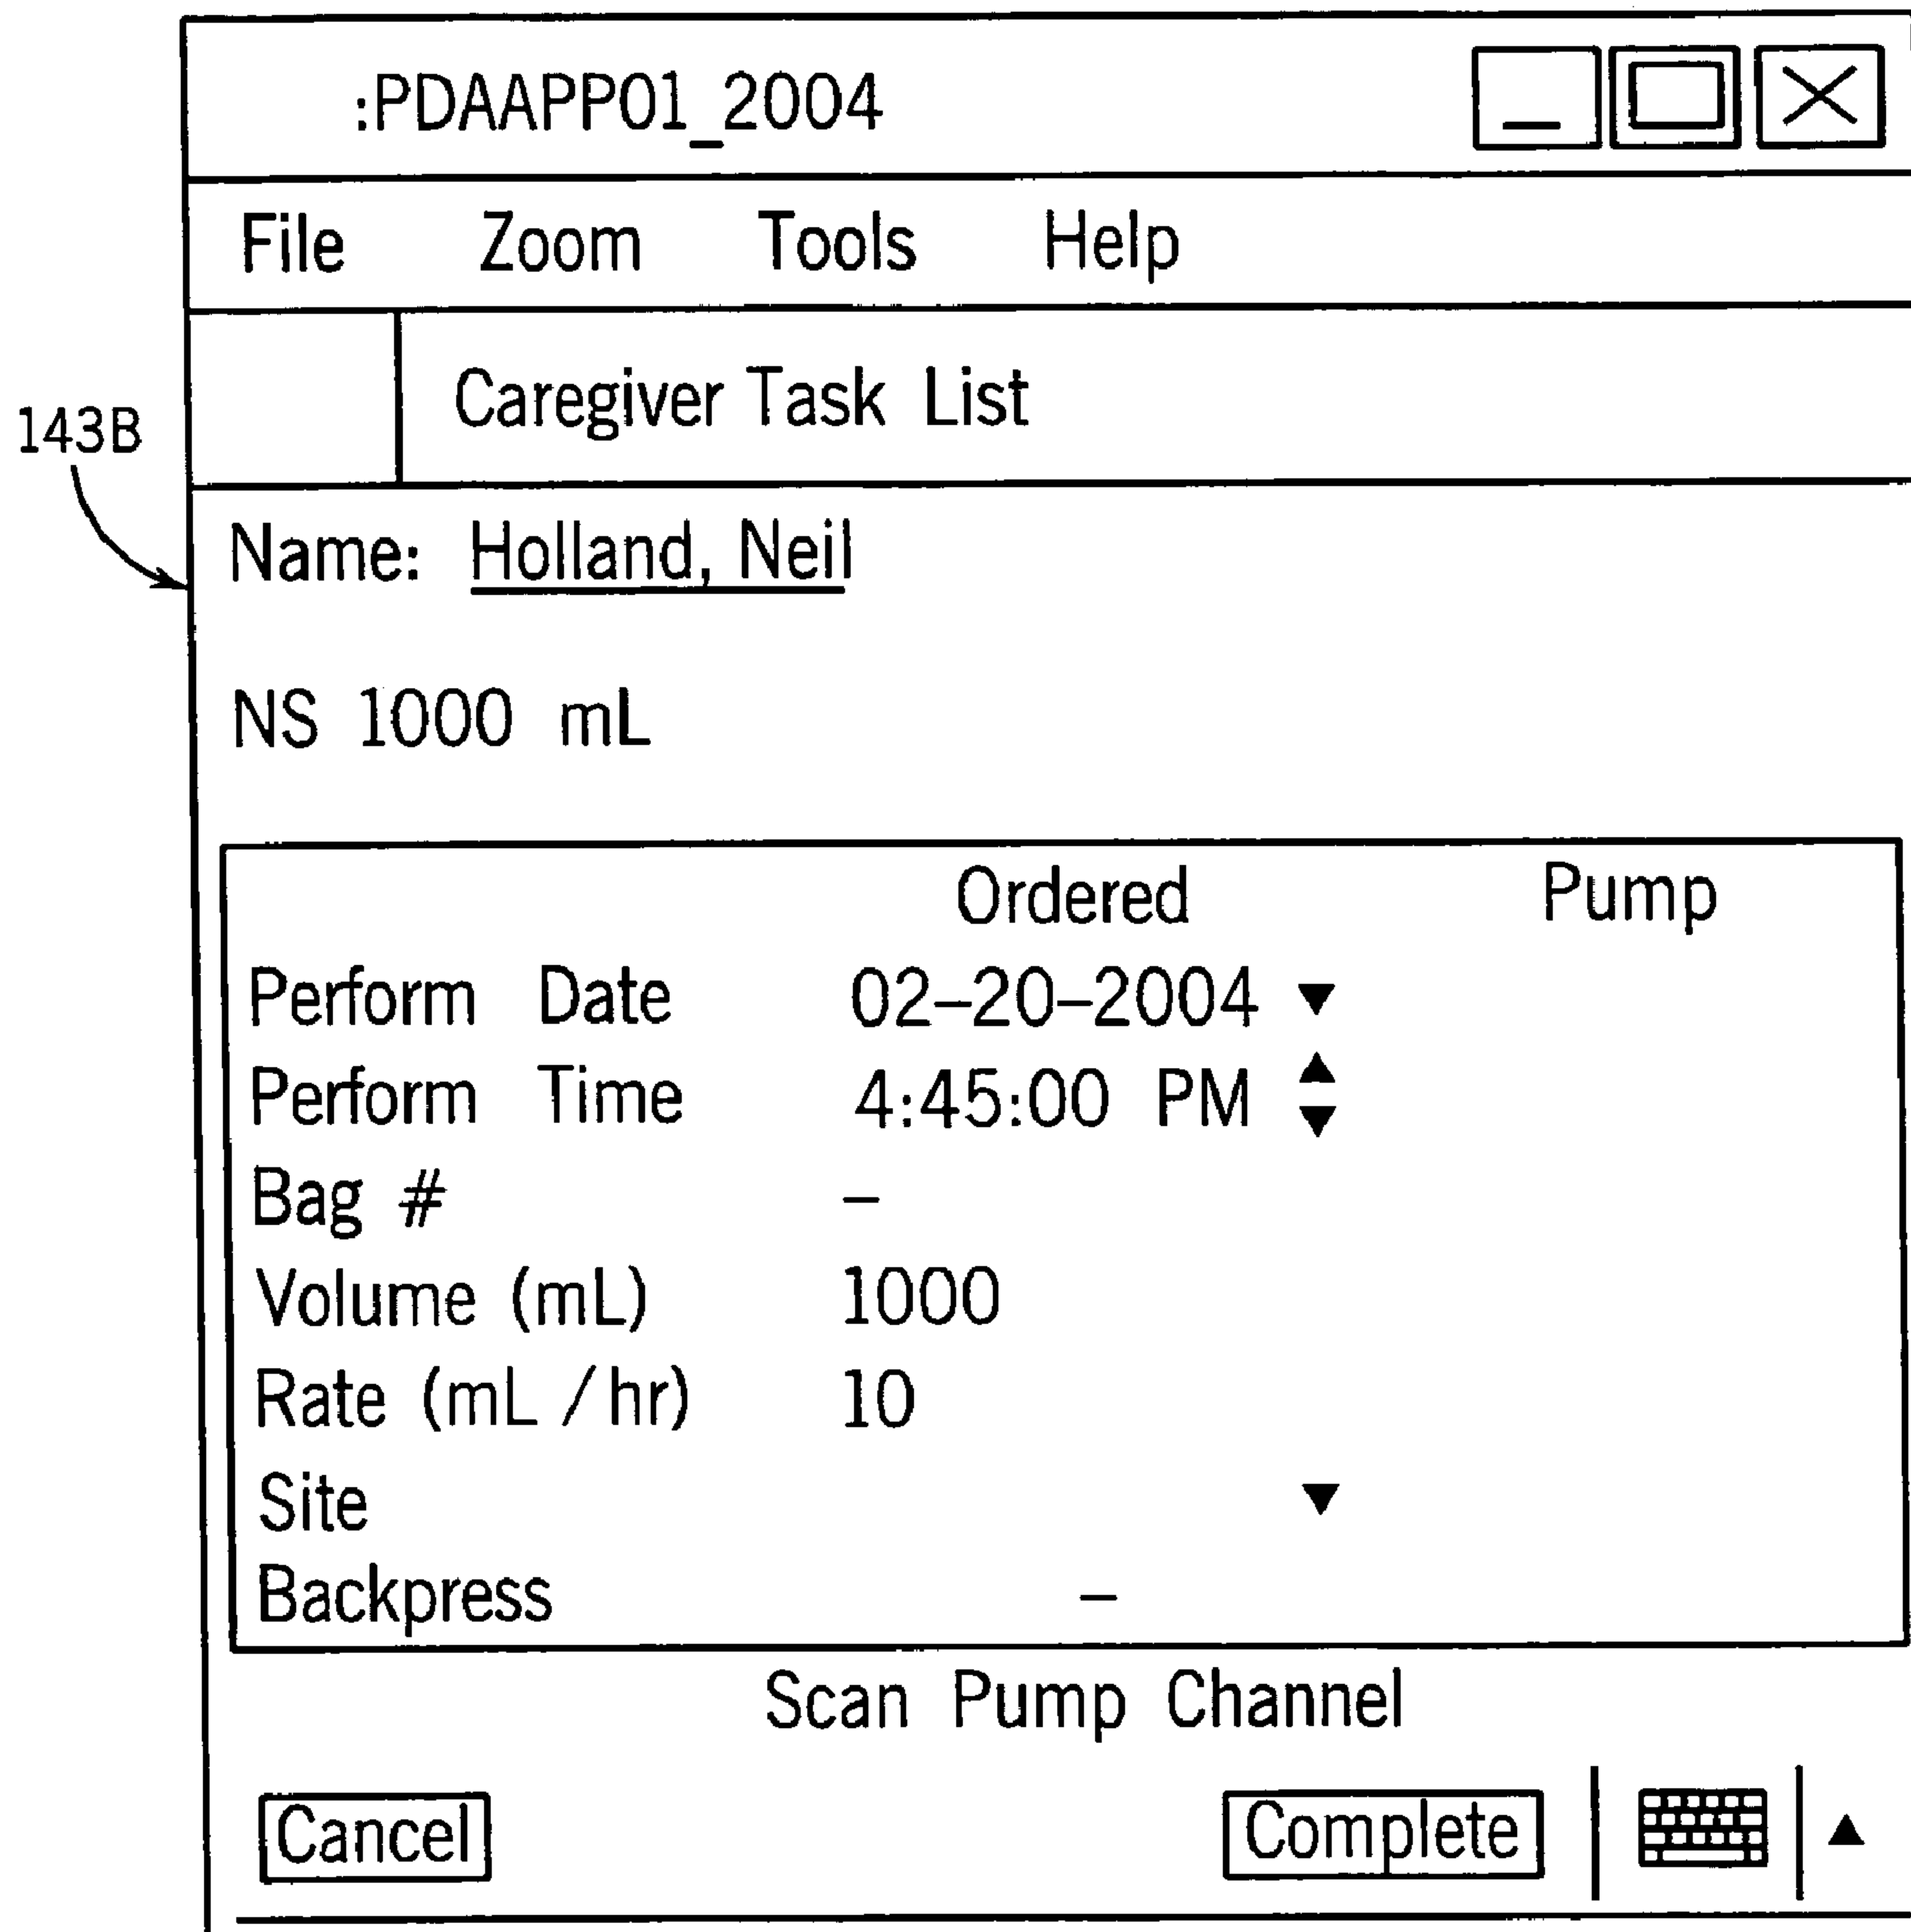 :PDAAPP01_2004
File Zoom Tools Help
Caregiver Task List
143B
Name: Holland, Neil
NS 1000 mL
Ordered Pump
Perform Date 02–20–2004 ▼
Perform Time 4:45:00 PM ▲▼
Bag # –
Volume (mL) 1000
Rate (mL / hr) 10
Site ▼
Backpress –
Scan Pump Channel
Cancel Complete ▲